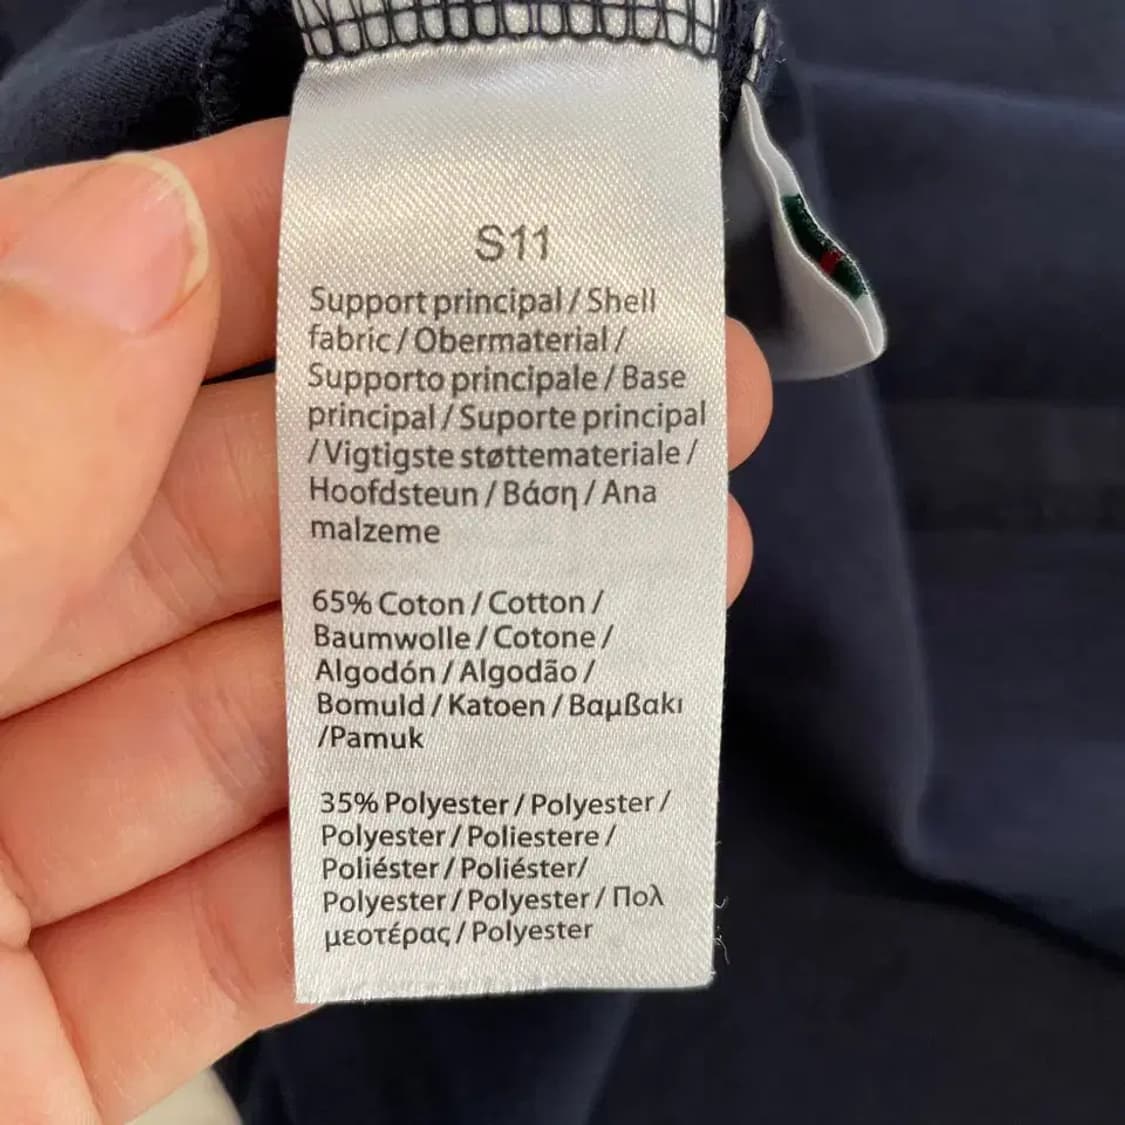 S11
Support principal / Shell
fabric / Obermaterial /
Supporto principale / Base
principal / Suporte principal
/ Vigtigste støttemateriale /
Hoofdsteun / Βάση / Ana
malzeme
65% Coton / Cotton /
Baumwolle / Cotone /
Algodón / Algodão /
Bomuld / Katoen / Βαμβακι
/Pamuk
35% Polyester / Polyester /
Polyester / Poliestere /
Poliéster / Poliéster/
Polyester / Polyester / Πολ
μεοτέρας / Polyester